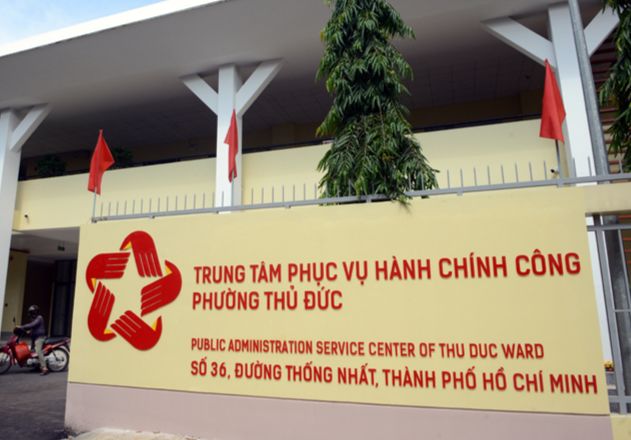 TRUNG TÂM PHỤC VỤ HÀNH CHÍNH CÔNG
PHƯỜNG THỦ ĐỨC
PUBLIC ADMINISTRATION SERVICE CENTER OF THU DUC WARD
SỐ 36, ĐƯỜNG THỐNG NHẤT, THÀNH PHỐ HỒ CHÍ MINH